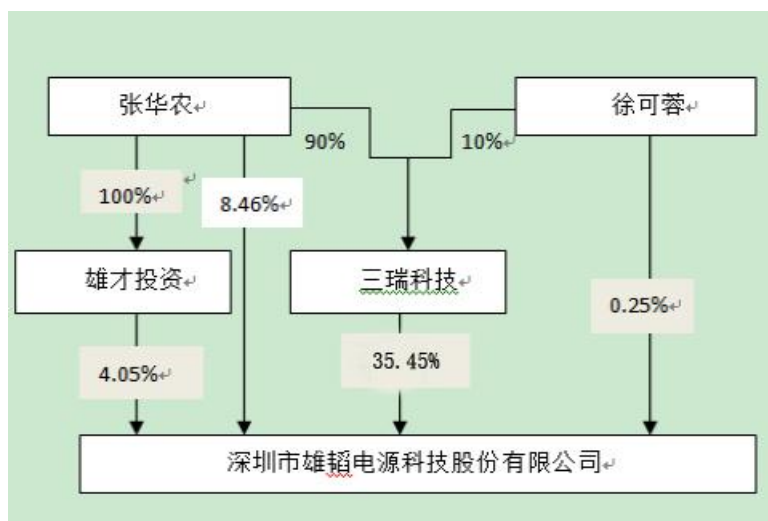 张华农
徐可蓉
90%
10%
100%
8.46%
雄才投资
三瑞科技
0.25%
4.05%
35.45%
深圳市雄韬电源科技股份有限公司